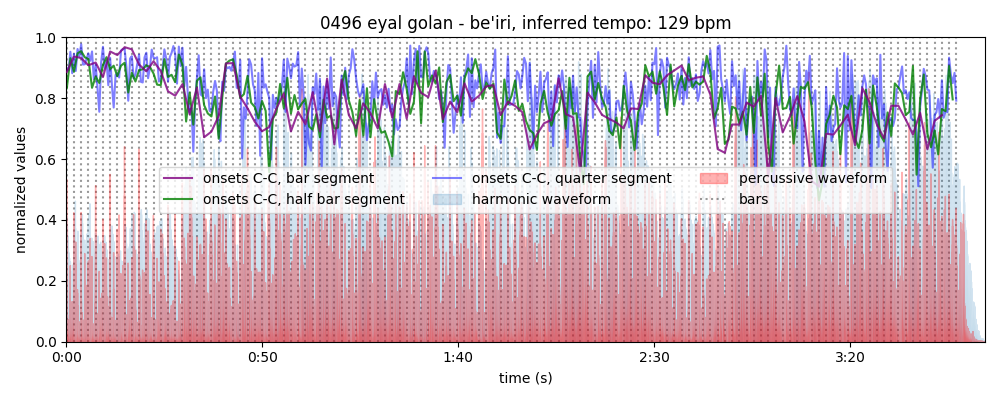 0496 eyal golan - be'iri, inferred tempo: 129 bpm
1.0
0.8
0.6
0.4
0.2
0.0
normalized values
onsets C-C, bar segment
onsets C-C, half bar segment
onsets C-C, quarter segment
harmonic waveform
percussive waveform
bars
0:00 0:50 1:40 2:30 3:20
time (s)